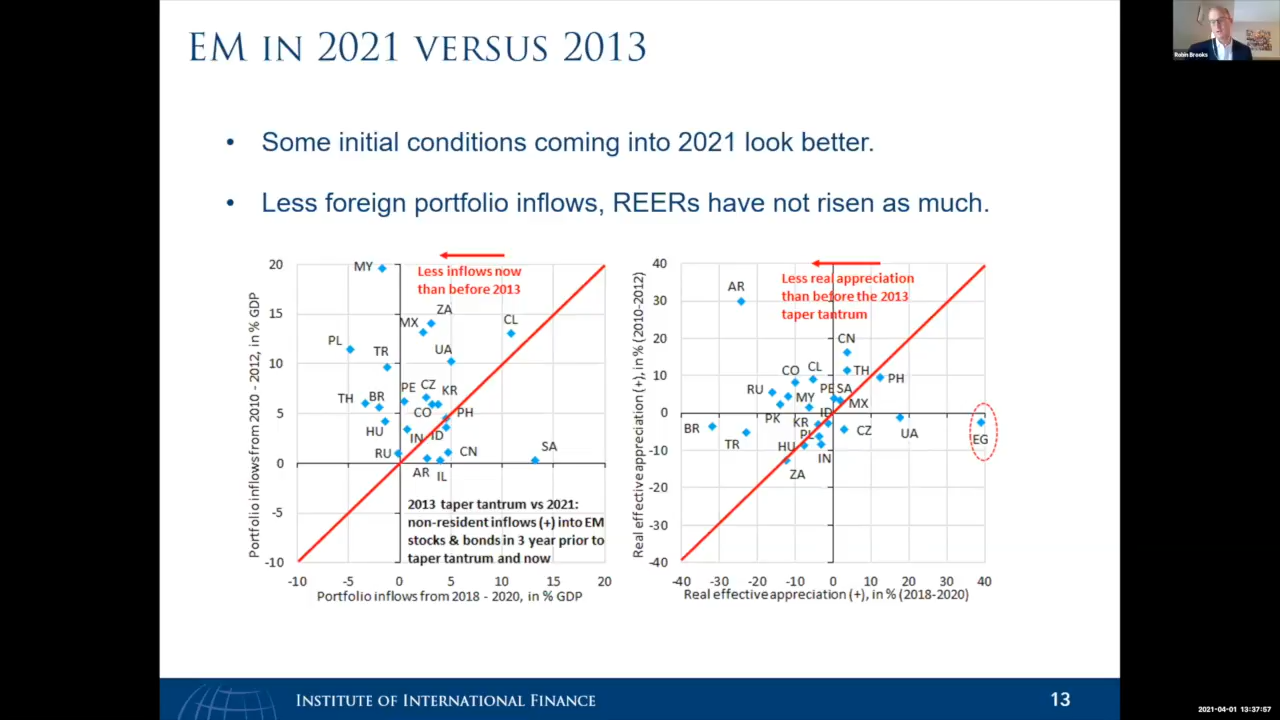 EM IN 2021 VERSUS 2013
Robin Brooks
• Some initial conditions coming into 2021 look better.
• Less foreign portfolio inflows, REERs have not risen as much.
Portfolio inflows from 2010 - 2012, in % GDP
20
15
10
5
0
-5
-10
Less inflows now
than before 2013
MY
ZA
MX
CL
PL
TR
UA
TH
BR
PE
CZ
KR
CO
PH
HU
IN
ID
RU
CN
SA
AR
IL
2013 taper tantrum vs 2021:
non-resident inflows (+) into EM
stocks & bonds in 3 year prior to
taper tantrum and now
-10 -5 0 5 10 15 20
Portfolio inflows from 2018 - 2020, in % GDP
Real effective appreciation (+), in % (2010-2012)
40
30
20
10
0
-10
-20
-30
-40
Less real appreciation
than before the 2013
taper tantrum
AR
CN
CO
CL
TH
PH
RU
MY
PE
SA
PK
ID
MX
BR
TR
KR
PL
CZ
UA
EG
HU
IN
ZA
-40 -30 -20 -10 0 10 20 30 40
Real effective appreciation (+), in % (2018-2020)
INSTITUTE OF INTERNATIONAL FINANCE
13
2021-04-01 13:37:57